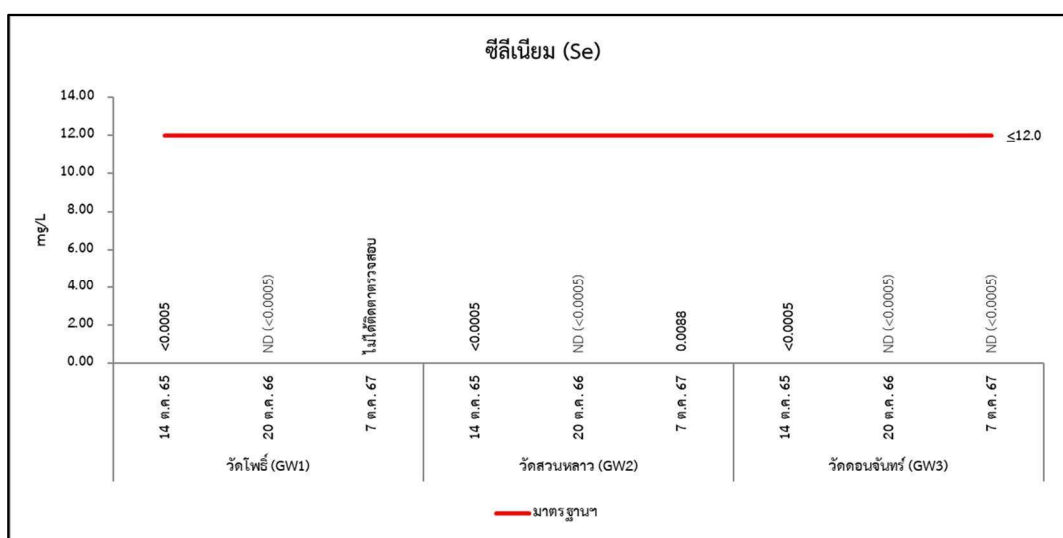 ซีลีเนียม (Se)
14.00
12.00
10.00
8.00
6.00
4.00
2.00
0.00
mg/L
≤12.0
<0.0005
ND (<0.0005)
ไม่ได้ติดตาตรวจสอบ
<0.0005
ND (<0.0005)
0.0088
<0.0005
ND (<0.0005)
ND (<0.0005)
14 ต.ค. 65
20 ต.ค. 66
7 ต.ค. 67
14 ต.ค. 65
20 ต.ค. 66
7 ต.ค. 67
14 ต.ค. 65
20 ต.ค. 66
7 ต.ค. 67
วัดโพธิ์ (GW1)
วัดสวนหลาว (GW2)
วัดดอนจันทร์ (GW3)
มาตรฐานฯ